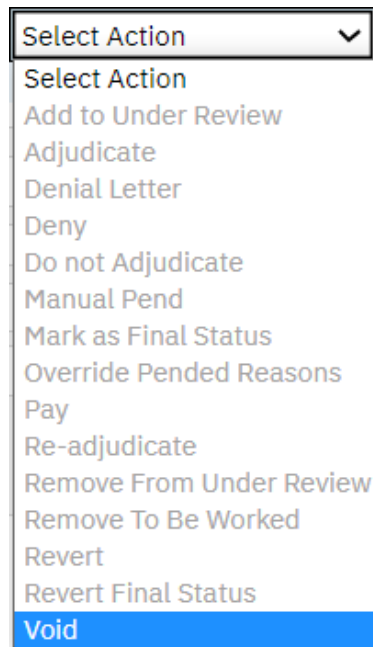 Select Action
Select Action
Add to Under Review
Adjudicate
Denial Letter
Deny
Do not Adjudicate
Manual Pend
Mark as Final Status
Override Pended Reasons
Pay
Re-adjudicate
Remove From Under Review
Remove To Be Worked
Revert
Revert Final Status
Void